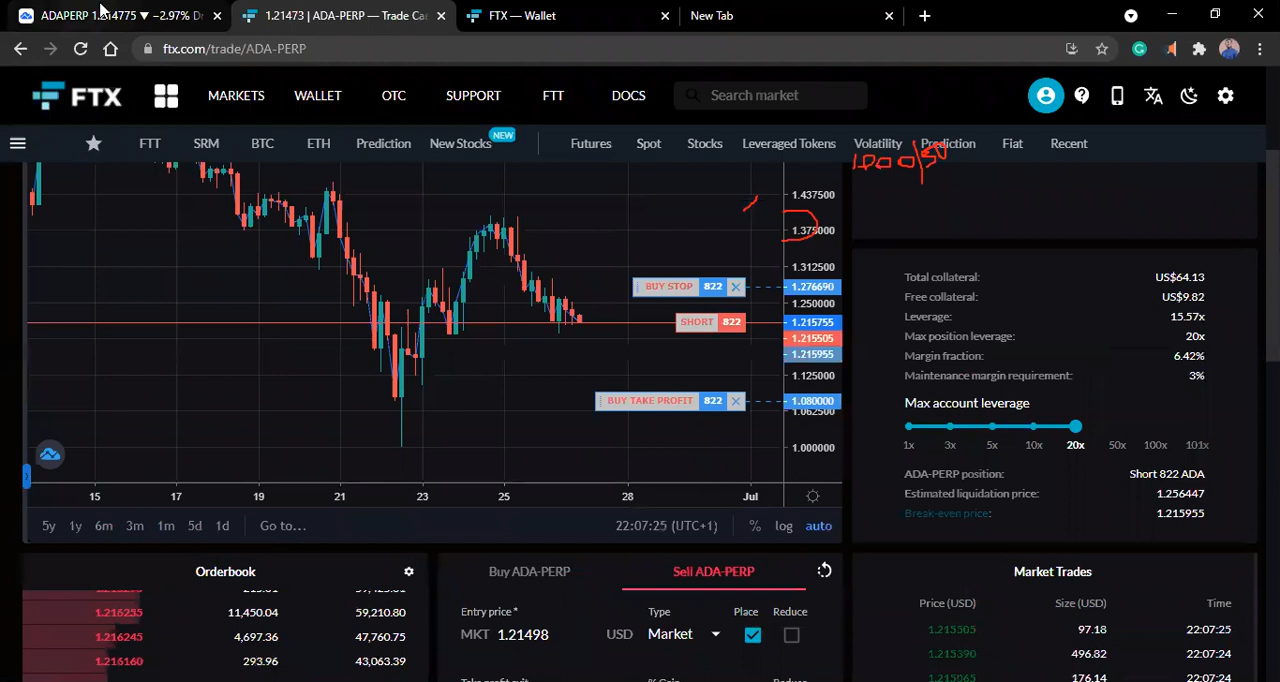 ADAPERP 1.214775 ▼ −2.97% Dr
1.21473 | ADA-PERP — Trade Ca
FTX — Wallet
New Tab
ftx.com/trade/ADA-PERP
FTX
MARKETS
WALLET
OTC
SUPPORT
FTT
DOCS
Search market
FTT
SRM
BTC
ETH
Prediction
New Stocks
NEW
Futures
Spot
Stocks
Leveraged Tokens
Volatility
Prediction
Fiat
Recent
1000/50
1.437500
1.375000
1.312500
BUY STOP 822
1.276690
1.250000
SHORT 822
1.215755
1.215505
1.215955
1.125000
BUY TAKE PROFIT 822
1.080000
1.062500
1.000000
15 17 19 21 23 25 28 Jul
5y 1y 6m 3m 1m 5d 1d Go to...
22:07:25 (UTC+1) % log auto
Total collateral: US$64.13
Free collateral: US$9.82
Leverage: 15.57x
Max position leverage: 20x
Margin fraction: 6.42%
Maintenance margin requirement: 3%
Max account leverage
1x 3x 5x 10x 20x 50x 100x 101x
ADA-PERP position: Short 822 ADA
Estimated liquidation price: 1.256447
Break-even price: 1.215955
Orderbook
1.216235 11,450.04 59,210.80
1.216245 4,697.36 47,760.75
1.216160 293.96 43,063.39
Buy ADA-PERP
Sell ADA-PERP
Entry price *
Type
Place
Reduce
MKT 1.21498 USD
Market
Market Trades
Price (USD) Size (USD) Time
1.215505 97.18 22:07:25
1.215390 496.82 22:07:24
1.215065 176.14 22:07:24